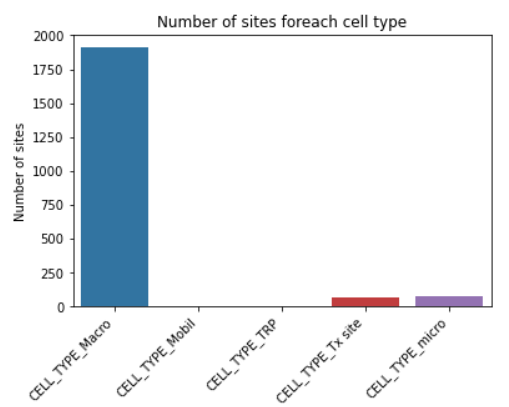 Number of sites foreach cell type
Number of sites
2000
1750
1500
1250
1000
750
500
250
0
CELL_TYPE_Macro
CELL_TYPE_Mobil
CELL_TYPE_TRP
CELL_TYPE_Tx site
CELL_TYPE_micro